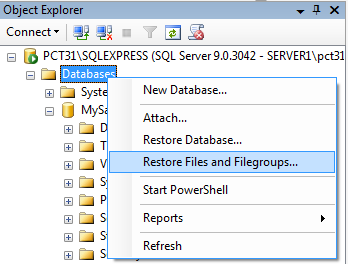 Object Explorer
Connect
PCT31\SQLEXPRESS (SQL Server 9.0.3042 - SERVER1\pct31
Databases
Syste
MySa
D
T
V
Sy
P
S
S
S
New Database...
Attach...
Restore Database...
Restore Files and Filegroups...
Start PowerShell
Reports
Refresh